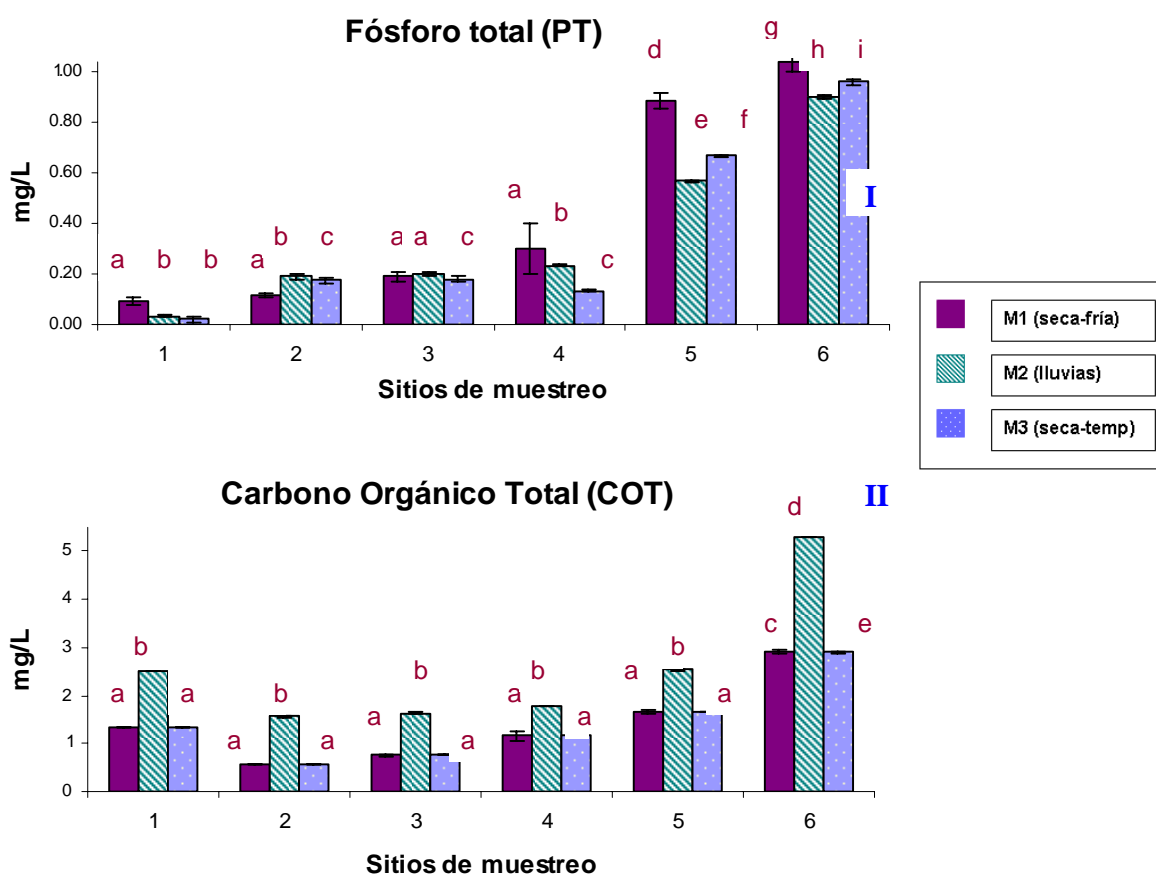 Fósforo total (PT)
mg/L
1.00
0.80
0.60
0.40
0.20
0.00
a b b
a b c
a a c
a b c
d e f
g h i
I
1 2 3 4 5 6
Sitios de muestreo
M1 (seca-fría)
M2 (lluvias)
M3 (seca-temp)
Carbono Orgánico Total (COT)
II
mg/L
5
4
3
2
1
0
a b a
a b a
a b a
a b a
a b a
c d e
1 2 3 4 5 6
Sitios de muestreo